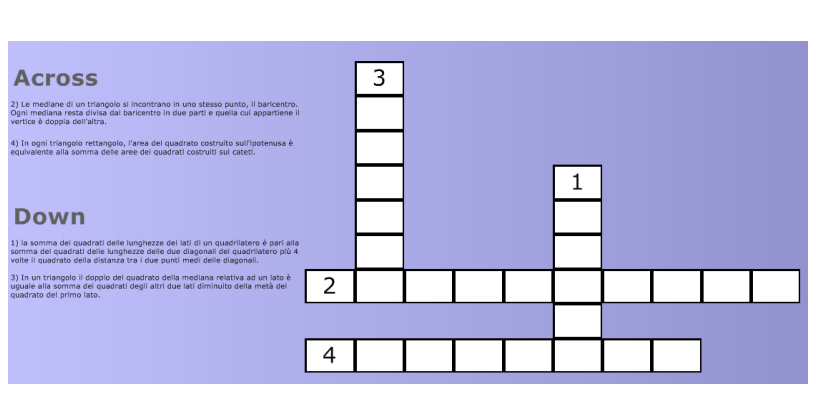 Across
2) Le mediane di un triangolo si incontrano in uno stesso punto, il baricentro.
Ogni mediana resta divisa dal baricentro in due parti e quella cui appartiene il
vertice è doppia dell'altra.
4) In ogni triangolo rettangolo, l'area del quadrato costruito sull'ipotenusa è
equivalente alla somma delle aree dei quadrati costruiti sui cateti.
Down
1) la somma dei quadrati delle lunghezze dei lati di un quadrilatero è pari alla
somma dei quadrati delle lunghezze delle due diagonali del quadrilatero più 4
volte il quadrato della distanza tra i due punti medi delle diagonali.
3) In un triangolo il doppio del quadrato della mediana relativa ad un lato è
uguale alla somma dei quadrati degli altri due lati diminuito della metà del
quadrato del primo lato.
3
1
2
4